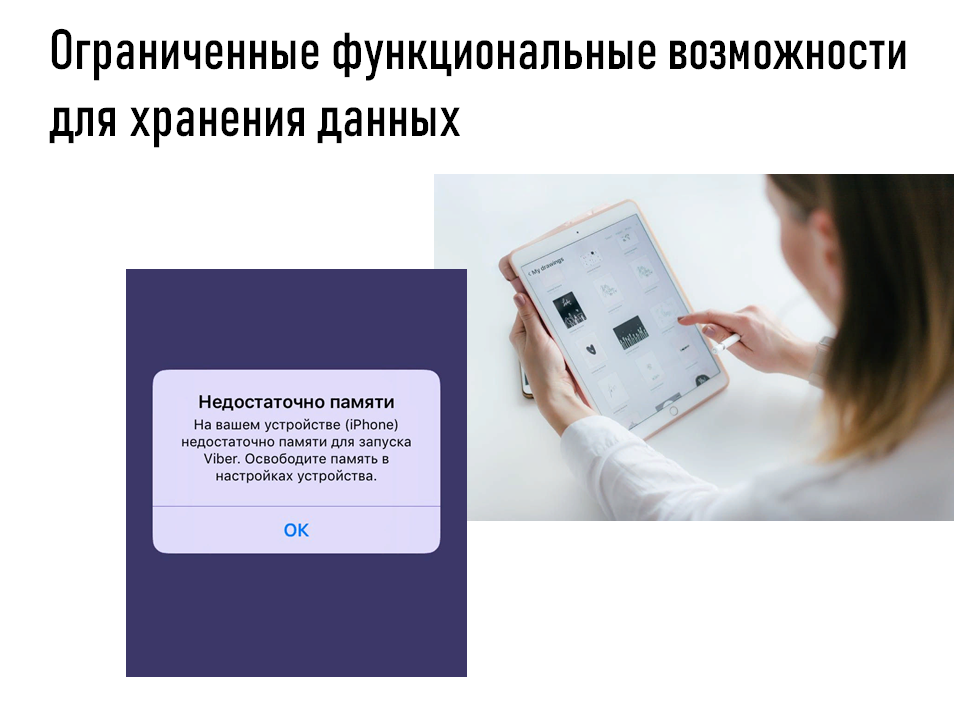 Ограниченные функциональные возможности
для хранения данных
My drawings
Недостаточно памяти
На вашем устройстве (iPhone)
недостаточно памяти для запуска
Viber. Освободите память в
настройках устройства.
ОК